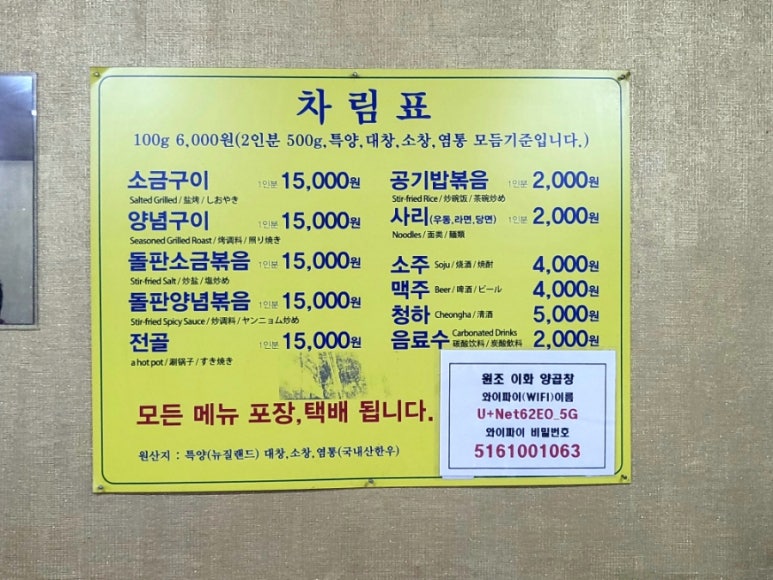 차림표
100g 6,000원(2인분 500g,특양,대창,소창,염통 모듬기준입니다.)
소금구이 1인분 15,000원
Salted Grilled / 盐烤 / しおやき
양념구이 1인분 15,000원
Seasoned Grilled Roast / 烤调料 / 照り焼き
돌판소금볶음 1인분 15,000원
Stir-fried Salt / 炒盐 / 塩炒め
돌판양념볶음 1인분 15,000원
Stir-fried Spicy Sauce / 炒调料 / ヤンニョム炒め
전골 1인분 15,000원
a hot pot / 涮锅子 / すき焼き
공기밥볶음 1인분 2,000원
Stir-fried Rice / 炒碗饭 / 茶碗炒め
사리(우동,라면,당면) 1인분 2,000원
Noodles / 面类 / 麺類
소주 Soju / 烧酒 / 焼酎 4,000원
맥주 Beer / 啤酒 / ビール 4,000원
청하 Cheongha / 清酒 5,000원
음료수 Carbonated Drinks 2,000원
碳酸饮料 / 炭酸飲料
모든 메뉴 포장,택배 됩니다.
원산지 : 특양(뉴질랜드) 대창,소창,염통(국내산한우)
원조 이화 양곱창
와이파이(WIFI)이름
U+Net62EO_5G
와이파이 비밀번호
5161001063